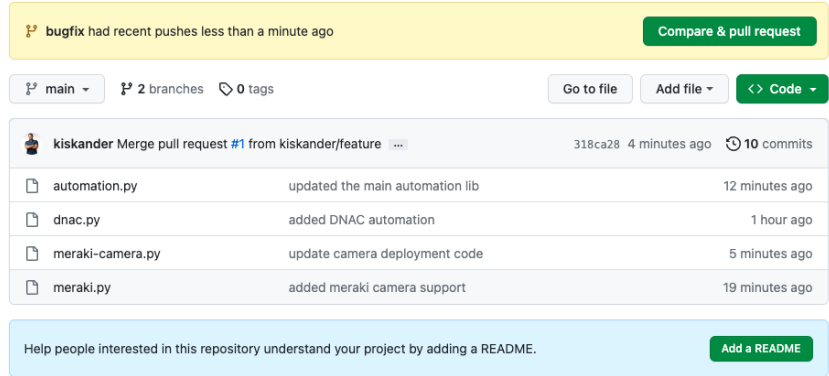 bugfix had recent pushes less than a minute ago Compare & pull request
main 2 branches 0 tags Go to file Add file <> Code
kiskander Merge pull request #1 from kiskander/feature ... 318ca28 4 minutes ago 10 commits
automation.py updated the main automation lib 12 minutes ago
dnac.py added DNAC automation 1 hour ago
meraki-camera.py update camera deployment code 5 minutes ago
meraki.py added meraki camera support 19 minutes ago
Help people interested in this repository understand your project by adding a README. Add a README